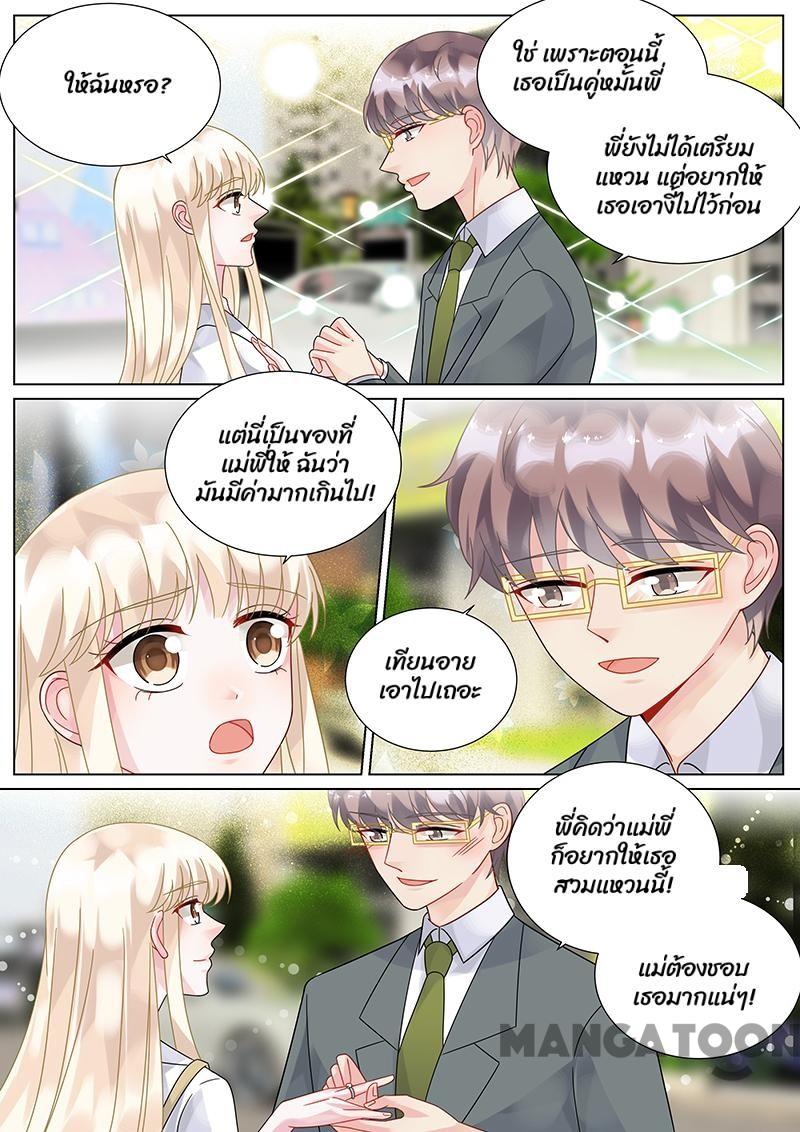 ให้ฉันหรอ?
ใช่ เพราะตอนนี้
เธอเป็นคู่หมั้นพี่
พี่ยังไม่ได้เตรียม
แหวน แต่อยากให้
เธอเอางี้ไปไว้ก่อน
แต่นี่เป็นของที่
แม่พี่ให้ ฉันว่า
มันมีค่ามากเกินไป!
เทียนอาย
เอาไปเถอะ
พี่คิดว่าแม่พี่
ก็อยากให้เธอ
สวมแหวนนี้!
แม่ต้องชอบ
เธอมากแน่ๆ!
MANGATOON